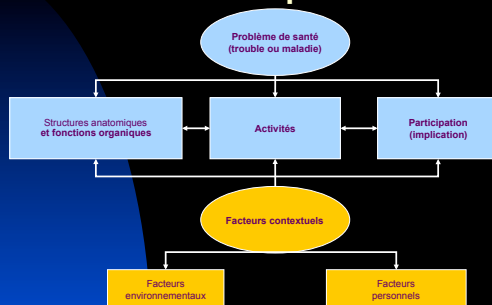 Problème de santé
(trouble ou maladie)
Structures anatomiques
et fonctions organiques
Activités
Participation
(implication)
Facteurs contextuels
Facteurs
environnementaux
Facteurs
personnels